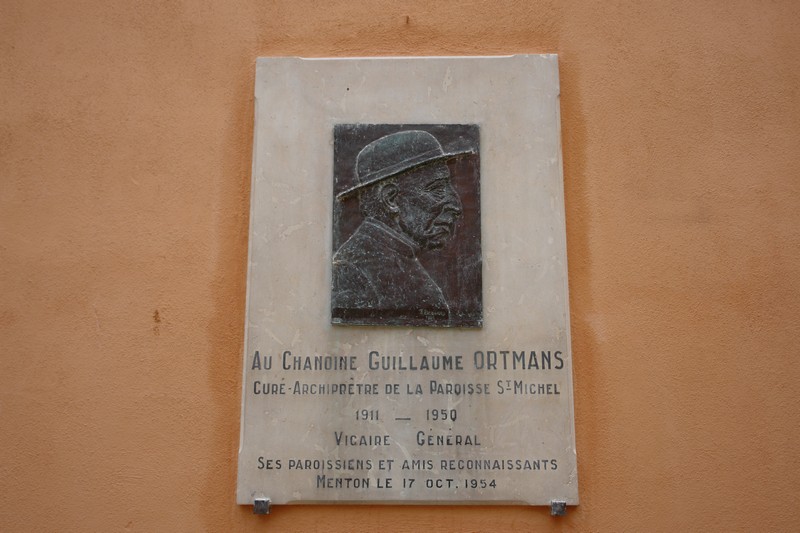 Au Chanoine Guillaume ORTMANS
Curé-Archiprêtre de la Paroisse St-Michel
1911 — 1950
Vicaire Général
Ses paroissiens et amis reconnaissants
Menton le 17 oct. 1954